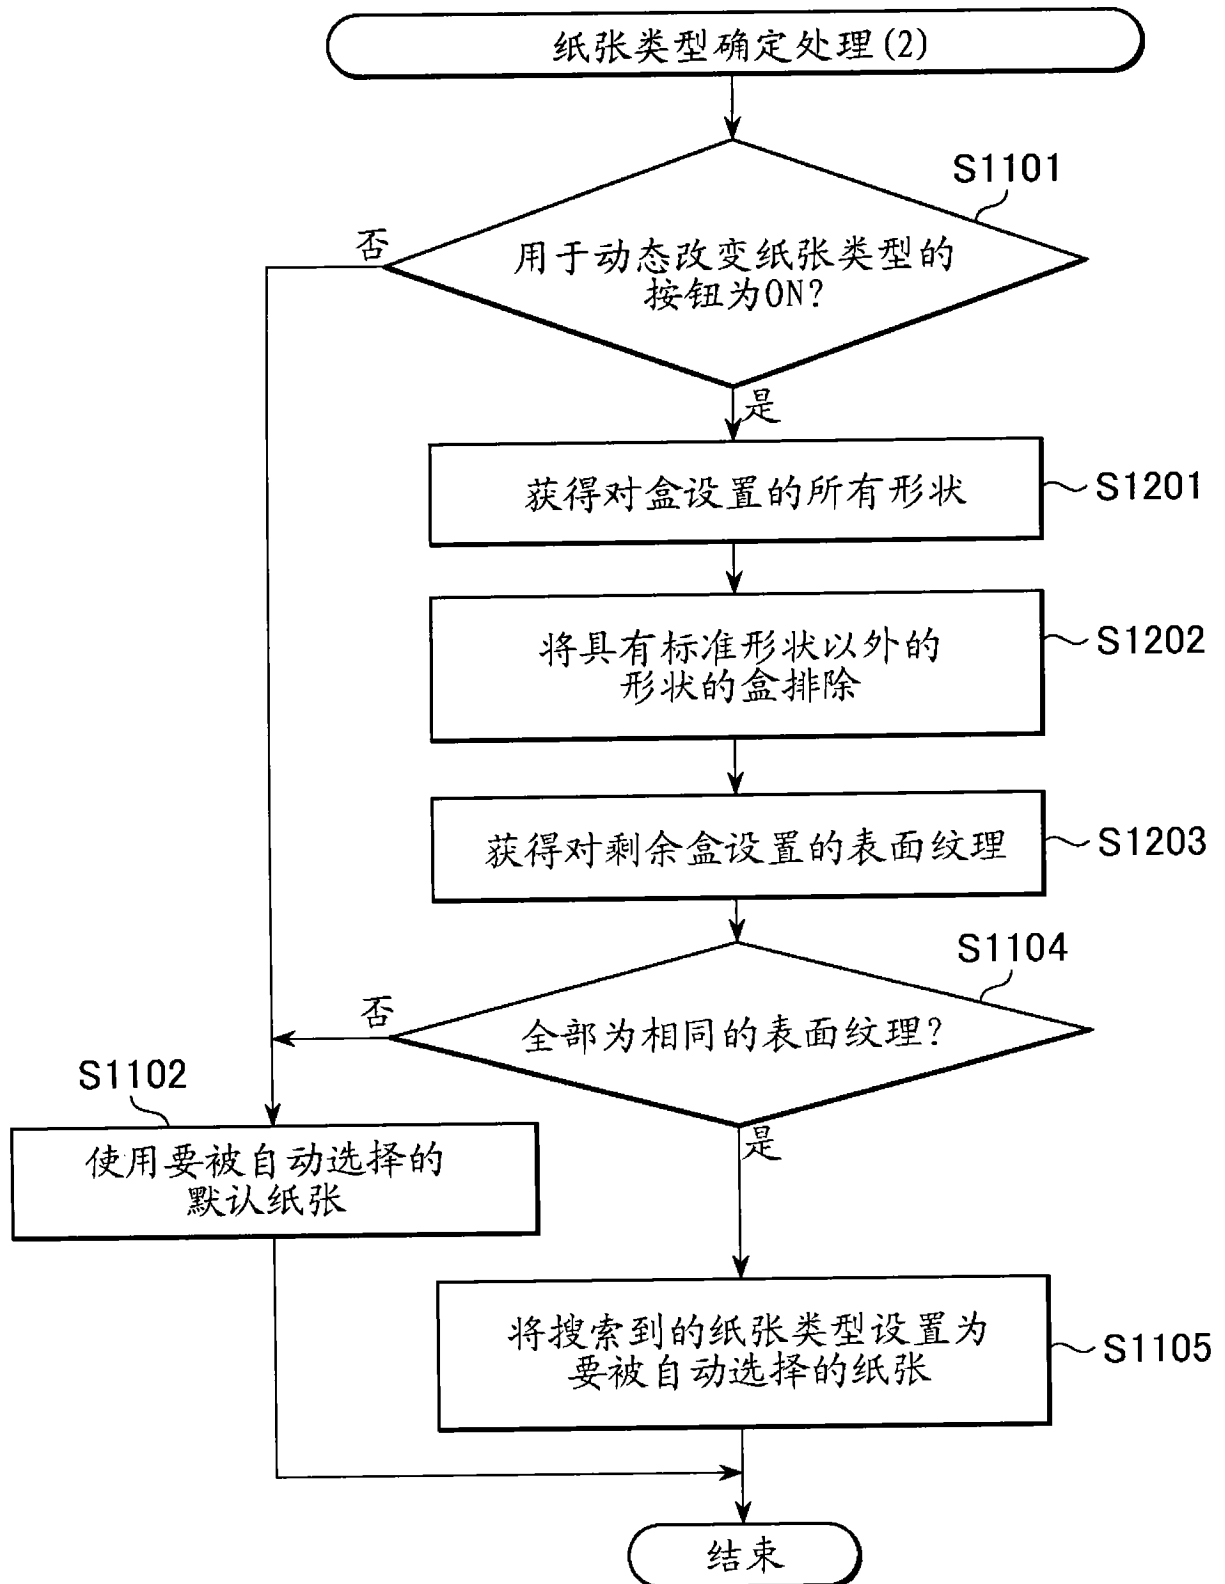 纸张类型确定处理(2)
S1101
否
用于动态改变纸张类型的
按钮为ON?
是
获得对盒设置的所有形状
S1201
将具有标准形状以外的
形状的盒排除
S1202
获得对剩余盒设置的表面纹理
S1203
S1104
否
全部为相同的表面纹理?
S1102
是
使用要被自动选择的
默认纸张
将搜索到的纸张类型设置为
要被自动选择的纸张
S1105
结束